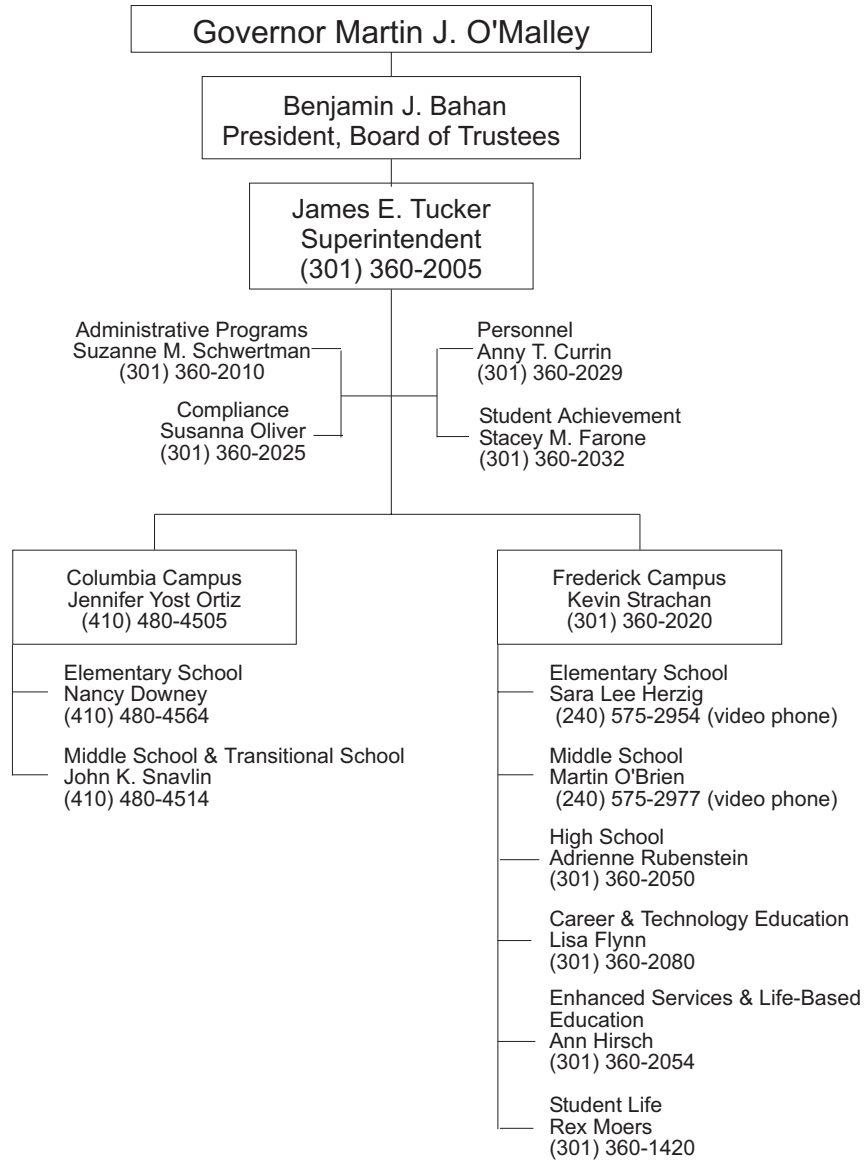 Governor Martin J. O'Malley
Benjamin J. Bahan
President, Board of Trustees
James E. Tucker
Superintendent
(301) 360-2005
Administrative Programs
Suzanne M. Schwertman
(301) 360-2010
Personnel
Anny T. Currin
(301) 360-2029
Compliance
Susanna Oliver
(301) 360-2025
Student Achievement
Stacey M. Farone
(301) 360-2032
Columbia Campus
Jennifer Yost Ortiz
(410) 480-4505
Elementary School
Nancy Downey
(410) 480-4564
Middle School & Transitional School
John K. Snavlin
(410) 480-4514
Frederick Campus
Kevin Strachan
(301) 360-2020
Elementary School
Sara Lee Herzig
(240) 575-2954 (video phone)
Middle School
Martin O'Brien
(240) 575-2977 (video phone)
High School
Adrienne Rubenstein
(301) 360-2050
Career & Technology Education
Lisa Flynn
(301) 360-2080
Enhanced Services & Life-Based
Education
Ann Hirsch
(301) 360-2054
Student Life
Rex Moers
(301) 360-1420